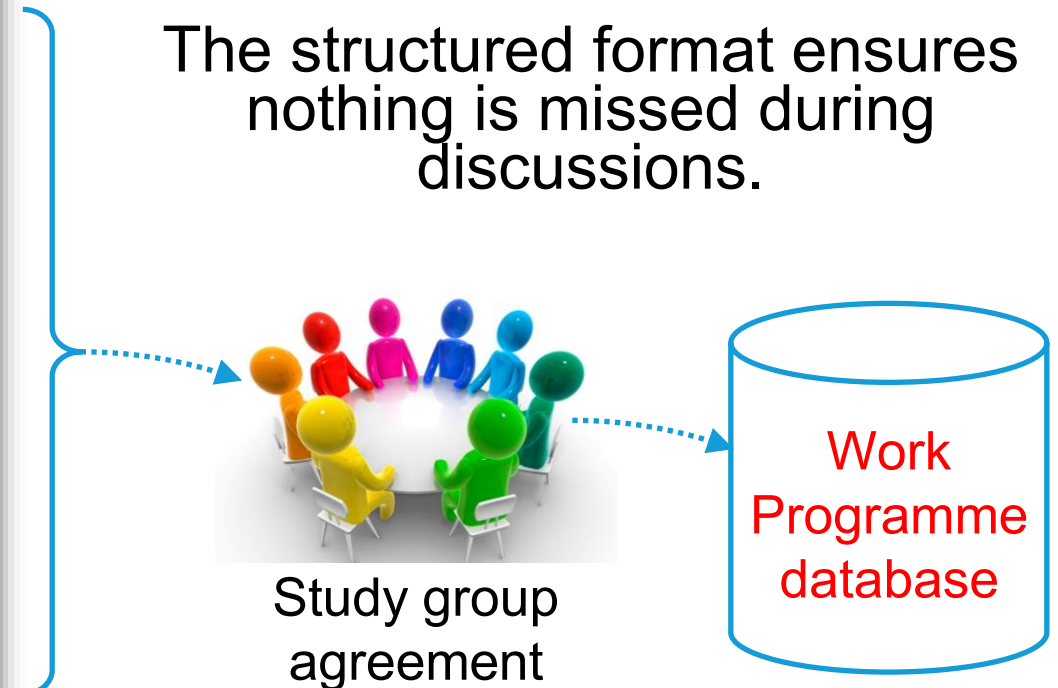 The structured format ensures
nothing is missed during
discussions.
Study group
agreement
Work
Programme
database